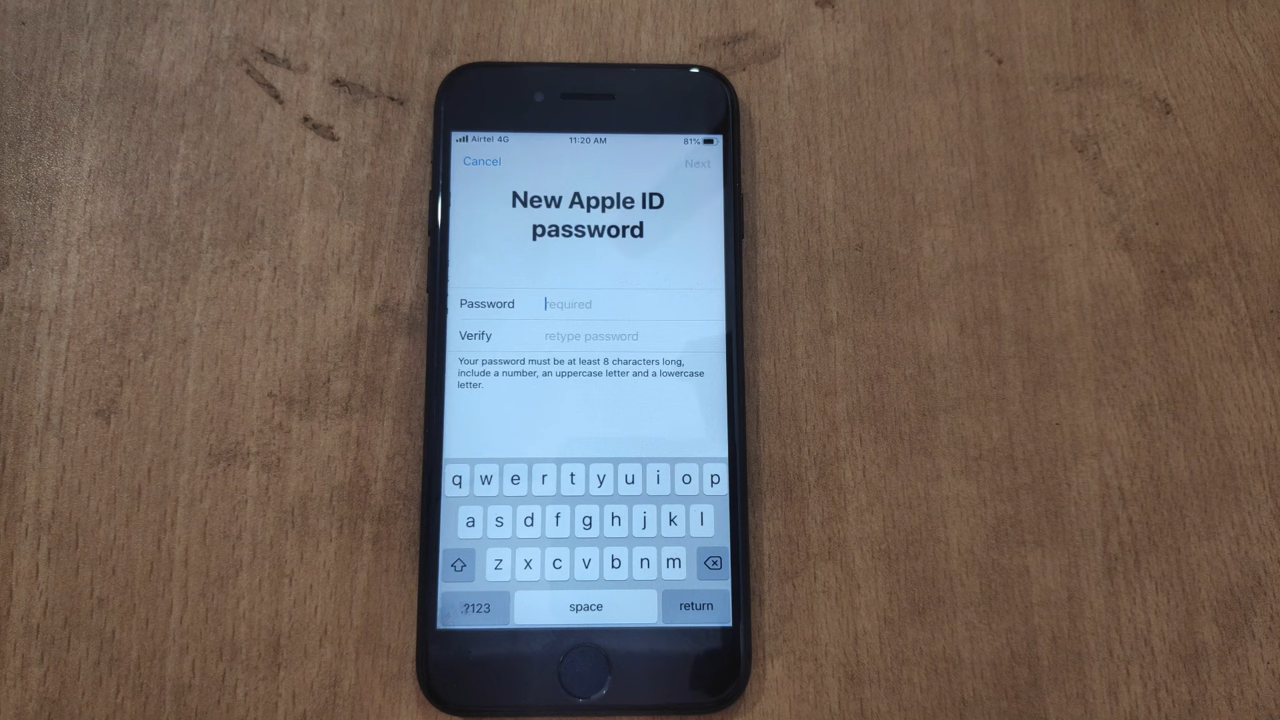 Airtel 4G 11:20 AM 81%
Cancel Next
New Apple ID
password
Password required
Verify retype password
Your password must be at least 8 characters long,
include a number, an uppercase letter and a lowercase
letter.
q w e r t y u i o p
a s d f g h j k l
z x c v b n m
?123 space return